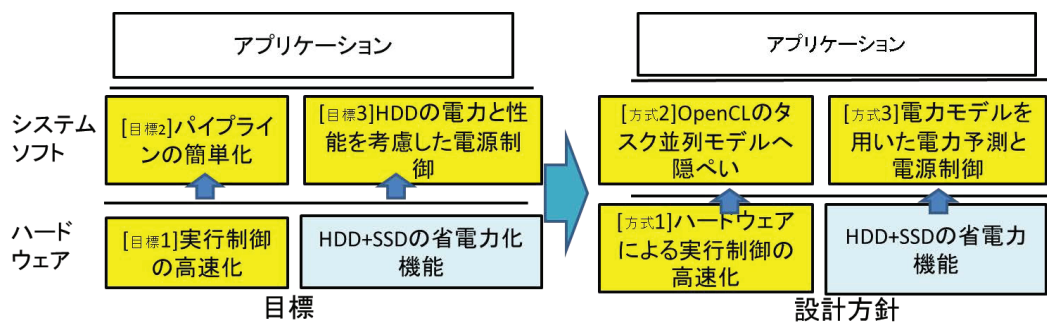 アプリケーション
システム
ソフト
[目標2]パイプライ
ンの簡単化
[目標3]HDDの電力と性
能を考慮した電源制
御
ハード
ウェア
[目標1]実行制御
の高速化
HDD+SSDの省電力化
機能
目標
アプリケーション
[方式2]OpenCLのタ
スク並列モデルへ
隠ぺい
[方式3]電力モデルを
用いた電力予測と
電源制御
[方式1]ハードウェア
による実行制御の
高速化
HDD+SSDの省電力
機能
設計方針